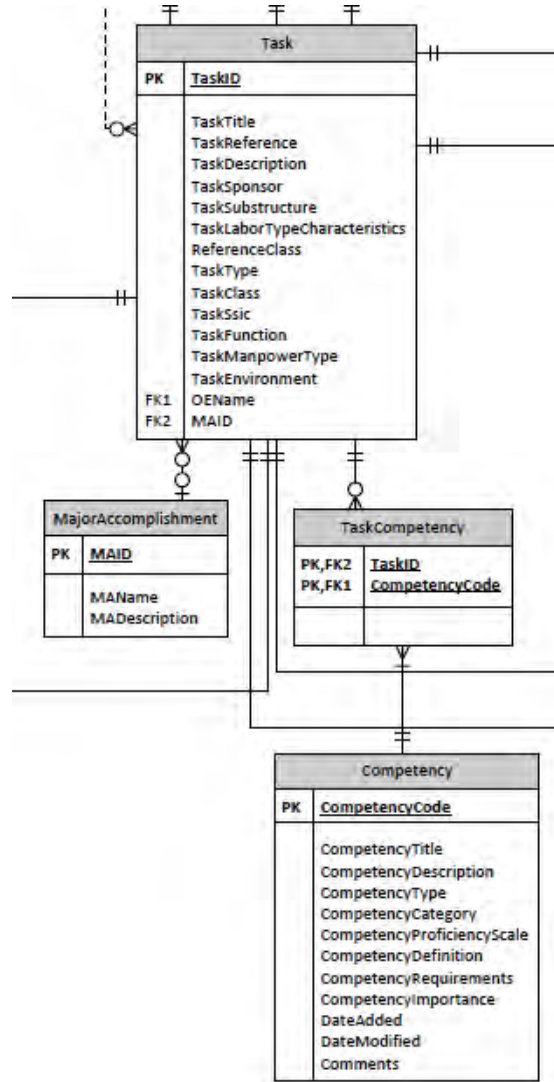 Task
PK TaskID
TaskTitle
TaskReference
TaskDescription
TaskSponsor
TaskSubstructure
TaskLaborTypeCharacteristics
ReferenceClass
TaskType
TaskClass
TaskSsic
TaskFunction
TaskManpowerType
TaskEnvironment
FK1 OEName
FK2 MAID
MajorAccomplishment
PK MAID
MAName
MADescription
TaskCompetency
PK,FK2 TaskID
PK,FK1 CompetencyCode
Competency
PK CompetencyCode
CompetencyTitle
CompetencyDescription
CompetencyType
CompetencyCategory
CompetencyProficiencyScale
CompetencyDefinition
CompetencyRequirements
CompetencyImportance
DateAdded
DateModified
Comments